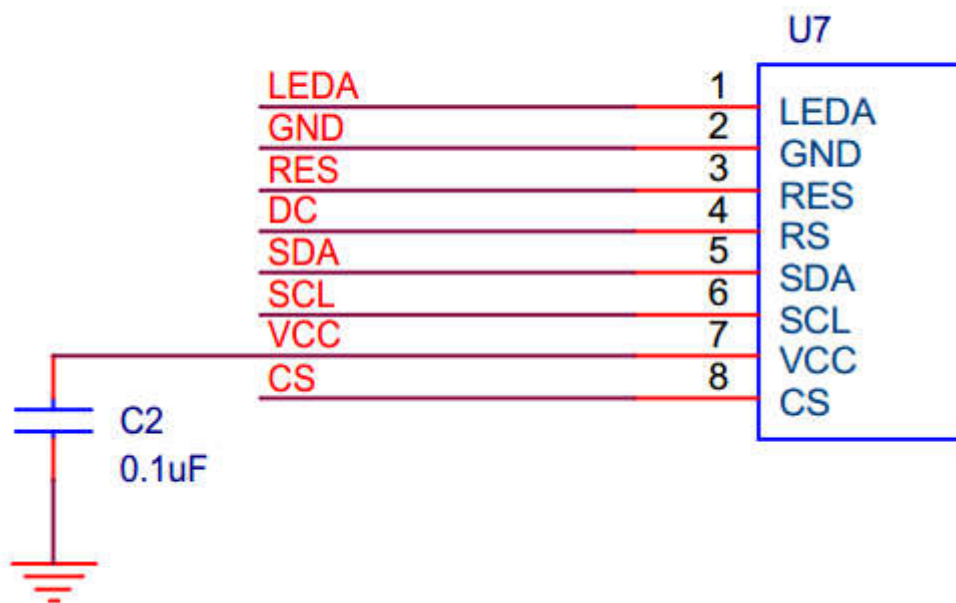 U7
LEDA 1 LEDA
GND 2 GND
RES 3 RES
DC 4 RS
SDA 5 SDA
SCL 6 SCL
VCC 7 VCC
CS 8 CS
C2
0.1uF